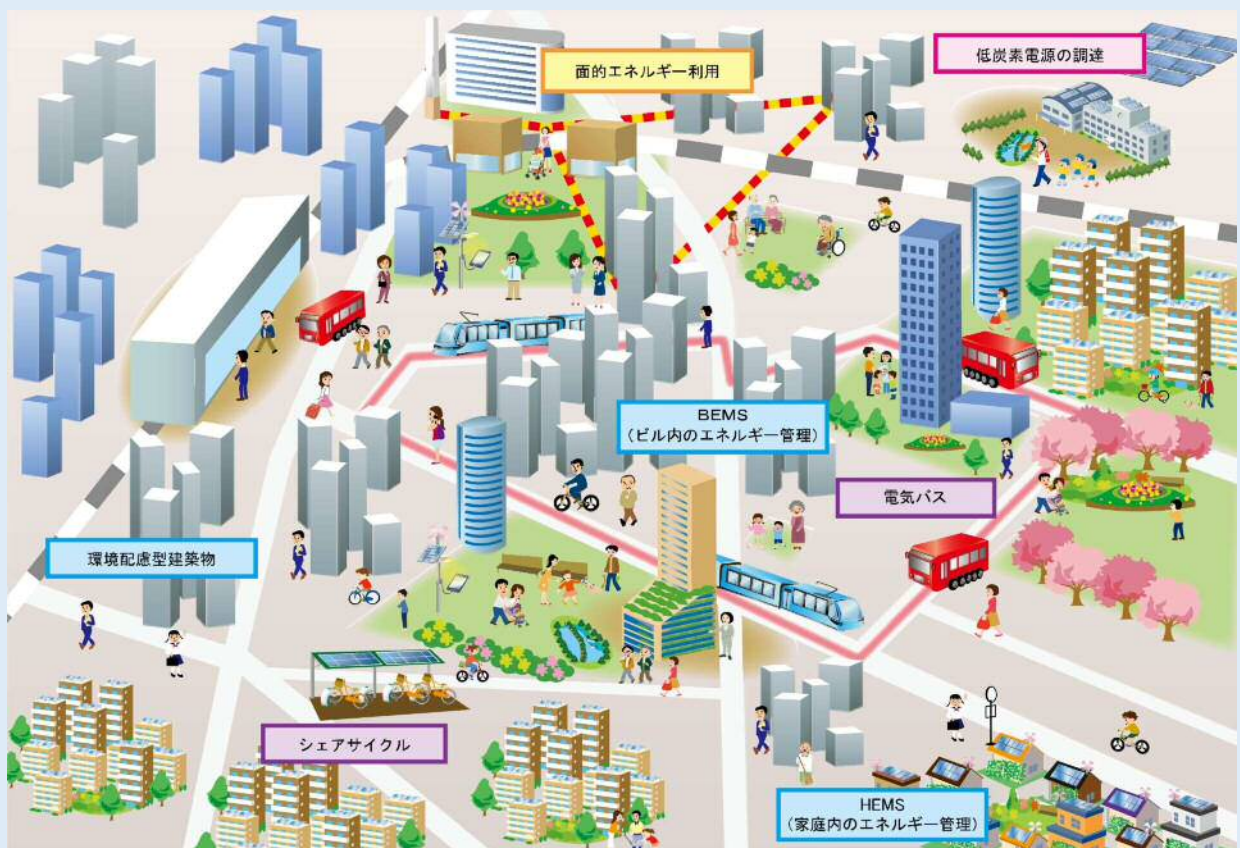 面的エネルギー利用
低炭素電源の調達
BEMS
(ビル内のエネルギー管理)
電気バス
環境配慮型建築物
シェアサイクル
HEMS
(家庭内のエネルギー管理)